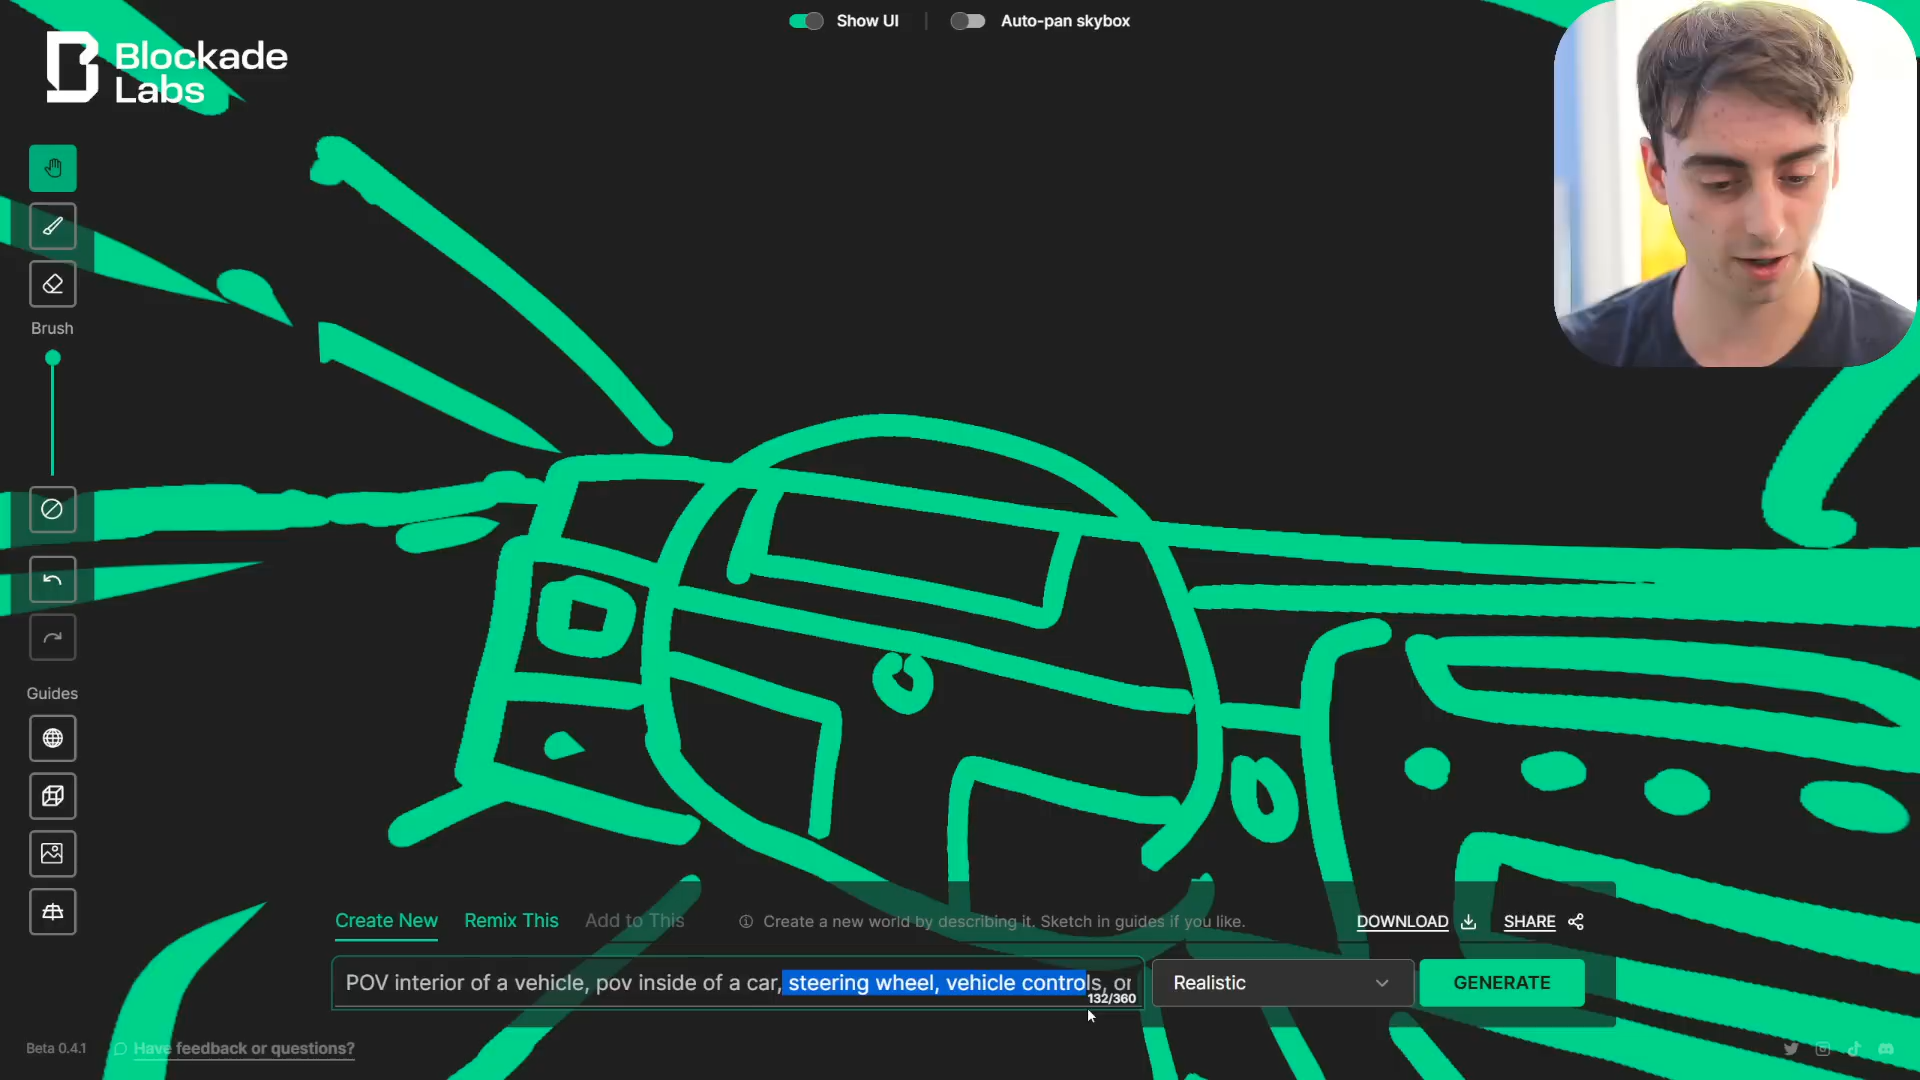 Show UI
Auto-pan skybox
Blockade
Labs
Brush
Guides
Create New
Remix This
Add to This
Create a new world by describing it. Sketch in guides if you like.
DOWNLOAD
SHARE
POV interior of a vehicle, pov inside of a car, steering wheel, vehicle controls, or
132/360
Realistic
GENERATE
Beta 0.4.1
Have feedback or questions?